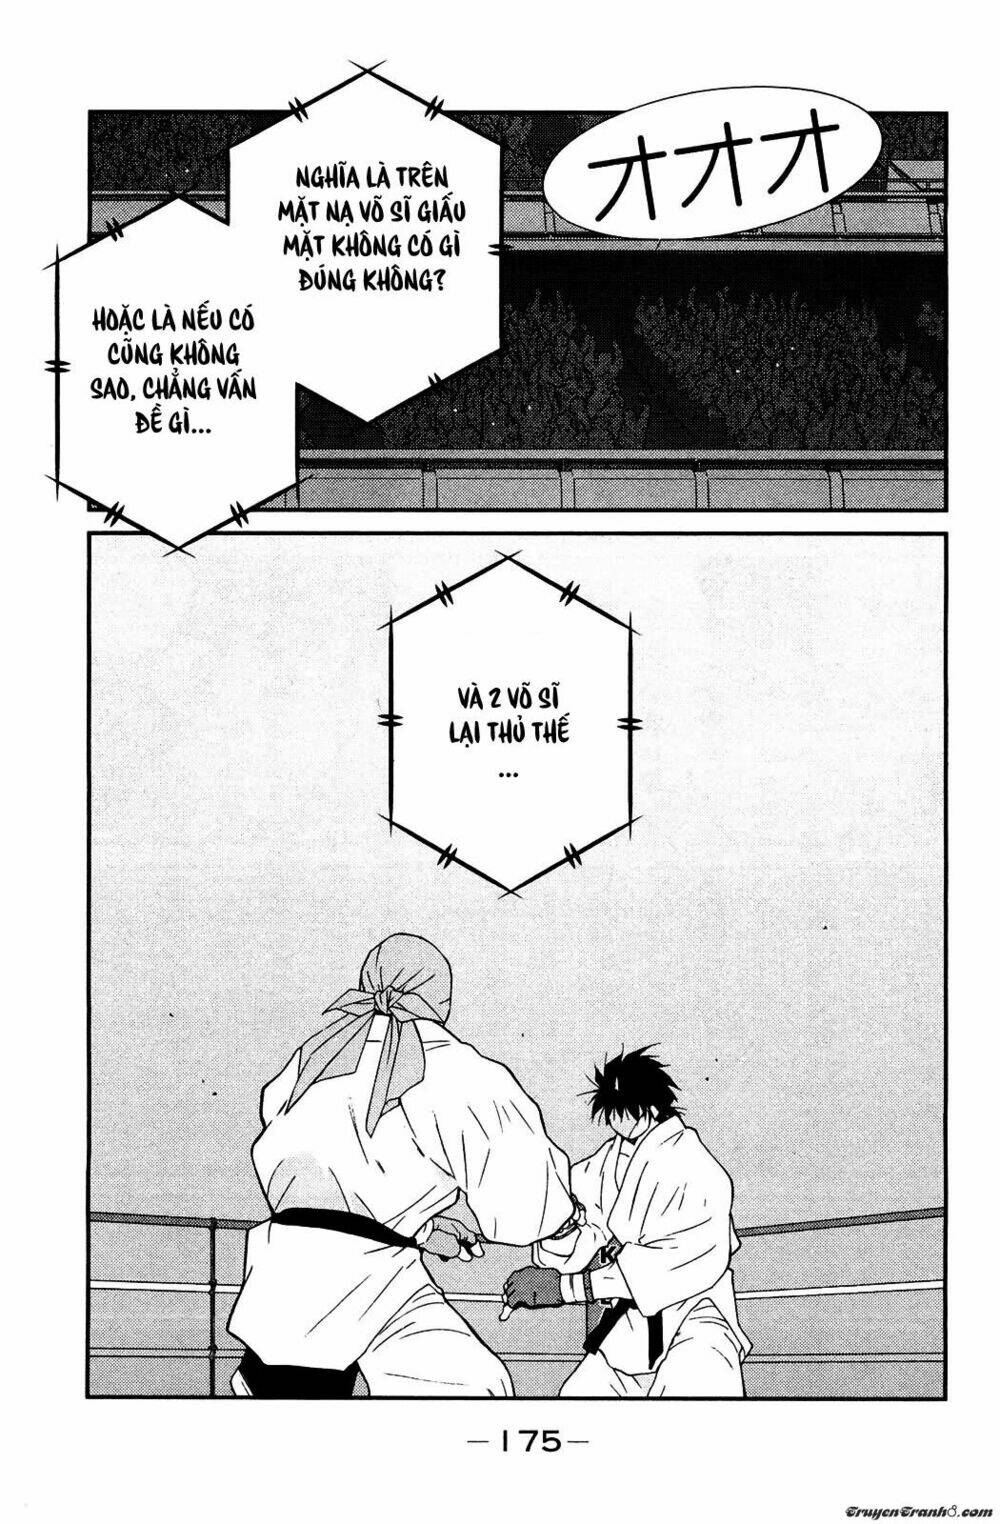 オオオ
NGHĨA LÀ TRÊN
MẶT NẠ VÕ SĨ GIẤU
MẶT KHÔNG CÓ GÌ
ĐÚNG KHÔNG?
HOẶC LÀ NẾU CÓ
CŨNG KHÔNG
SAO, CHẲNG VẤN
ĐỀ GÌ...
VÀ 2 VÕ SĨ
LẠI THỦ THẾ
...
K
-175-
TruyenTranh8.com